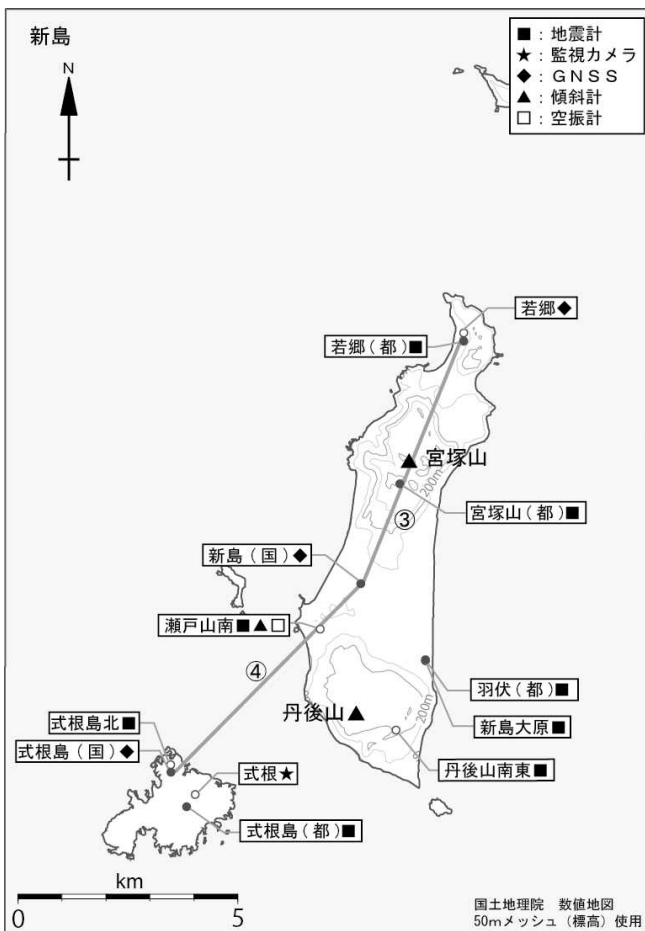 新島
N
■：地震計
★：監視カメラ
◆：ＧＮＳＳ
▲：傾斜計
□：空振計
若郷◆
若郷(都)■
宮塚山
200m
宮塚山(都)■
③
新島(国)◆
瀬戸山南■▲□
④
羽伏(都)■
丹後山
200m
新島大原■
式根島北■
式根島(国)◆
式根★
丹後山南東■
式根島(都)■
km
0 5
国土地理院　数値地図
50mメッシュ（標高）使用